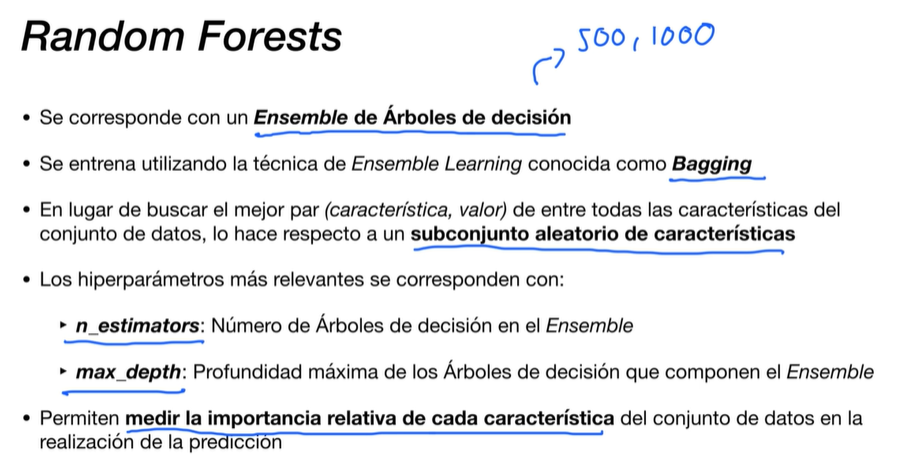 Random Forests
500, 1000
• Se corresponde con un Ensemble de Árboles de decisión
• Se entrena utilizando la técnica de Ensemble Learning conocida como Bagging
• En lugar de buscar el mejor par (característica, valor) de entre todas las características del
conjunto de datos, lo hace respecto a un subconjunto aleatorio de características
• Los hiperparámetros más relevantes se corresponden con:
‣ n_estimators: Número de Árboles de decisión en el Ensemble
‣ max_depth: Profundidad máxima de los Árboles de decisión que componen el Ensemble
• Permiten medir la importancia relativa de cada característica del conjunto de datos en la
realización de la predicción